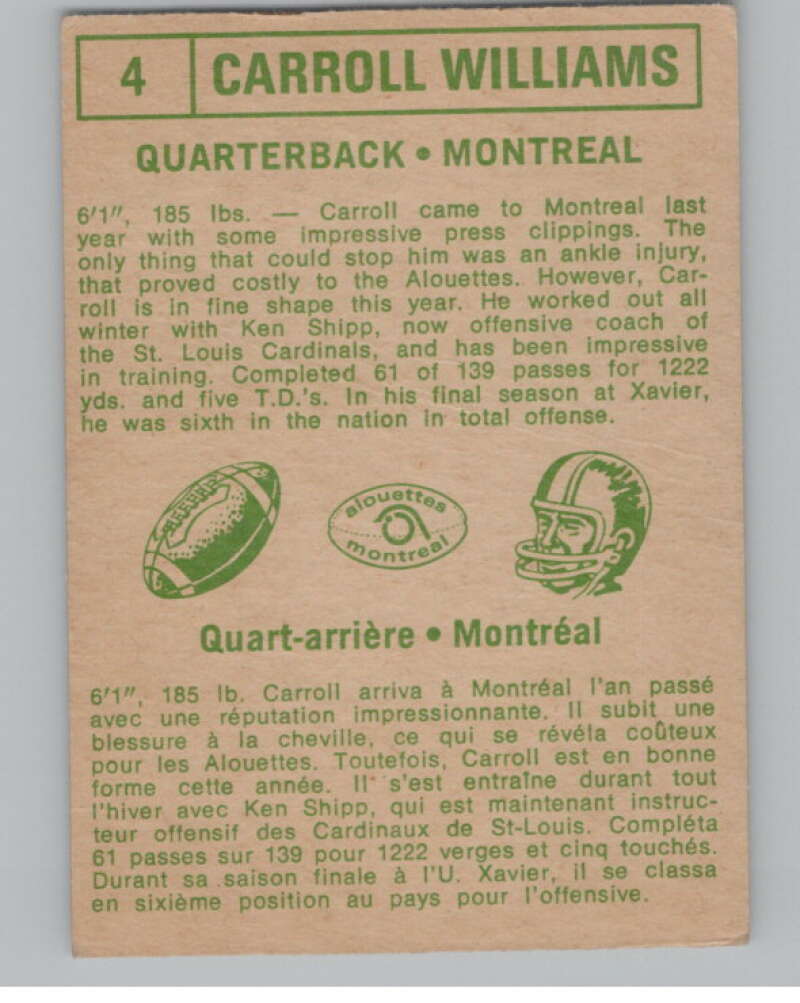 4 CARROLL WILLIAMS
QUARTERBACK • MONTREAL
6'1", 185 lbs. — Carroll came to Montreal last
year with some impressive press clippings. The
only thing that could stop him was an ankle injury,
that proved costly to the Alouettes. However, Car-
roll is in fine shape this year. He worked out all
winter with Ken Shipp, now offensive coach of
the St. Louis Cardinals, and has been impressive
in training. Completed 61 of 139 passes for 1222
yds. and five T.D.'s. In his final season at Xavier,
he was sixth in the nation in total offense.
alouettes
montreal
Quart-arrière • Montréal
6'1", 185 lb. Carroll arriva à Montréal l'an passé
avec une réputation impressionnante. Il subit une
blessure à la cheville, ce qui se révéla coûteux
pour les Alouettes. Toutefois, Carroll est en bonne
forme cette année. Il s'est entraîne durant tout
l'hiver avec Ken Shipp, qui est maintenant instruc-
teur offensif des Cardinaux de St-Louis. Compléta
61 passes sur 139 pour 1222 verges et cinq touchés.
Durant sa saison finale à l'U. Xavier, il se classa
en sixième position au pays pour l'offensive.